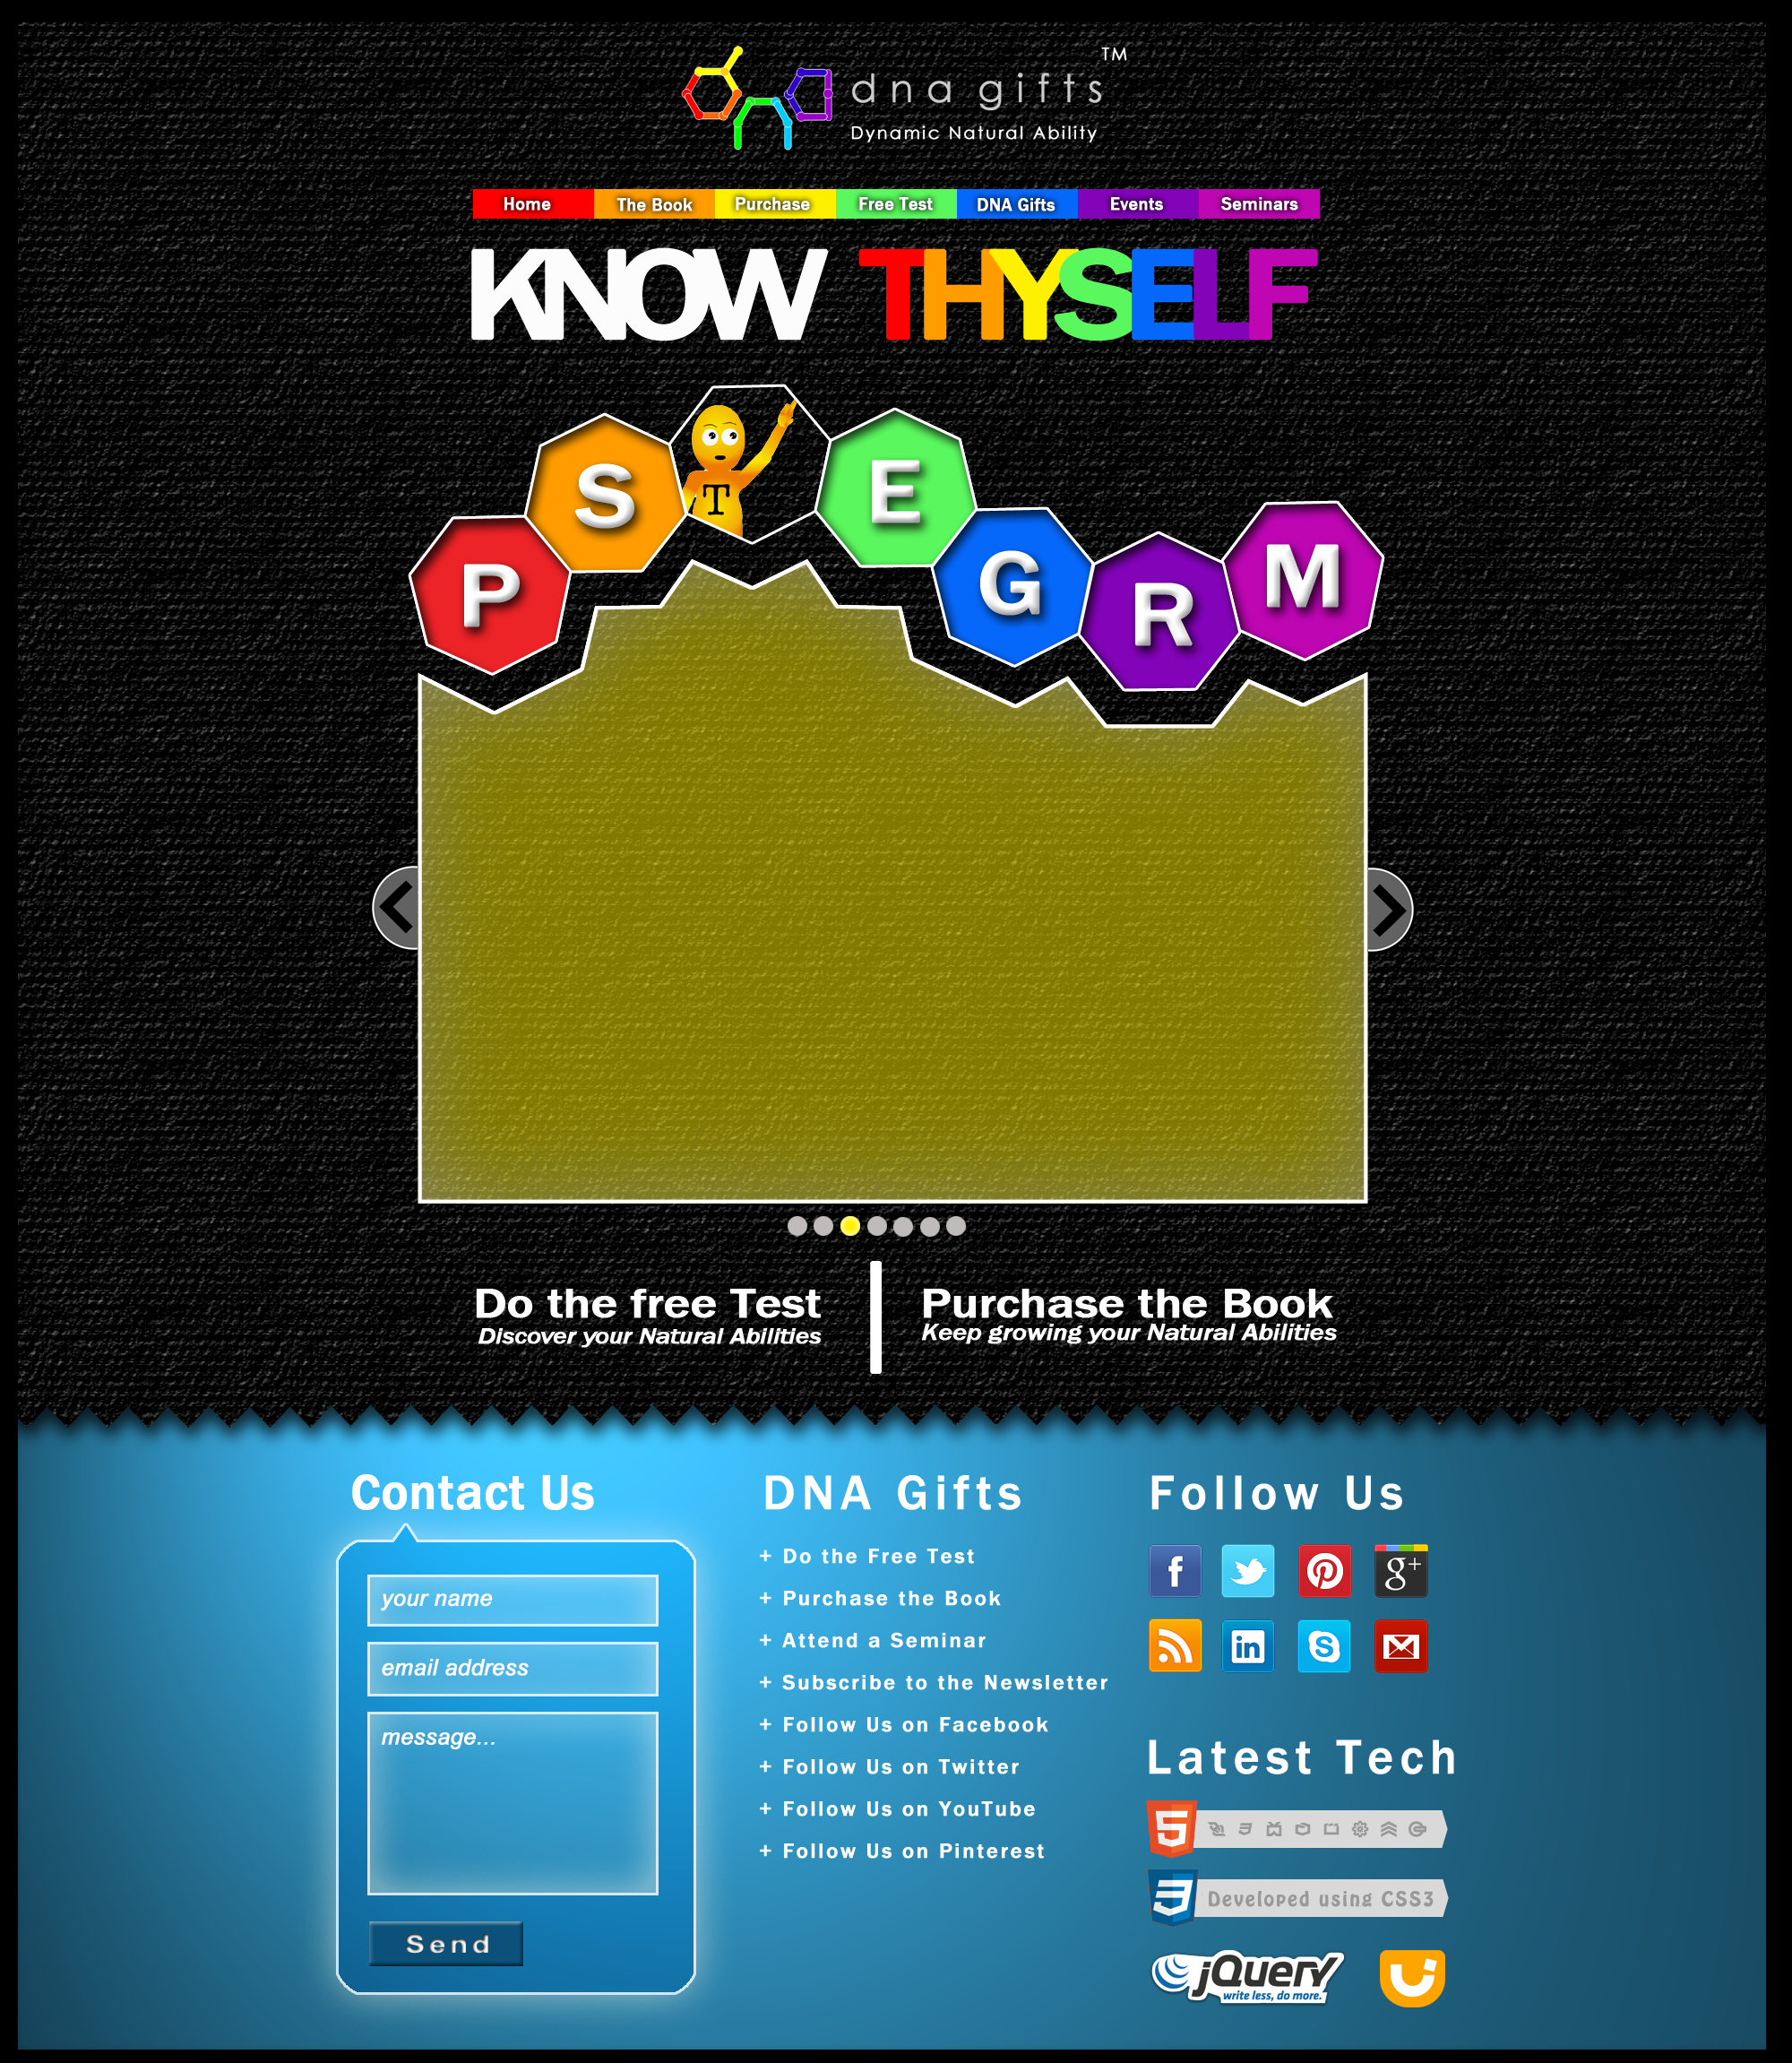 TM
dna gifts
Dynamic Natural Ability
Home The Book Purchase Free Test DNA Gifts Events Seminars
KNOW THYSELF
P S T E G R M
Do the free Test
Discover your Natural Abilities
Purchase the Book
Keep growing your Natural Abilities
Contact Us
your name
email address
message...
Send
DNA Gifts
+ Do the Free Test
+ Purchase the Book
+ Attend a Seminar
+ Subscribe to the Newsletter
+ Follow Us on Facebook
+ Follow Us on Twitter
+ Follow Us on YouTube
+ Follow Us on Pinterest
Follow Us
f
g+
in
S
M
Latest Tech
5
3 Developed using CSS3
jQuery
write less, do more.